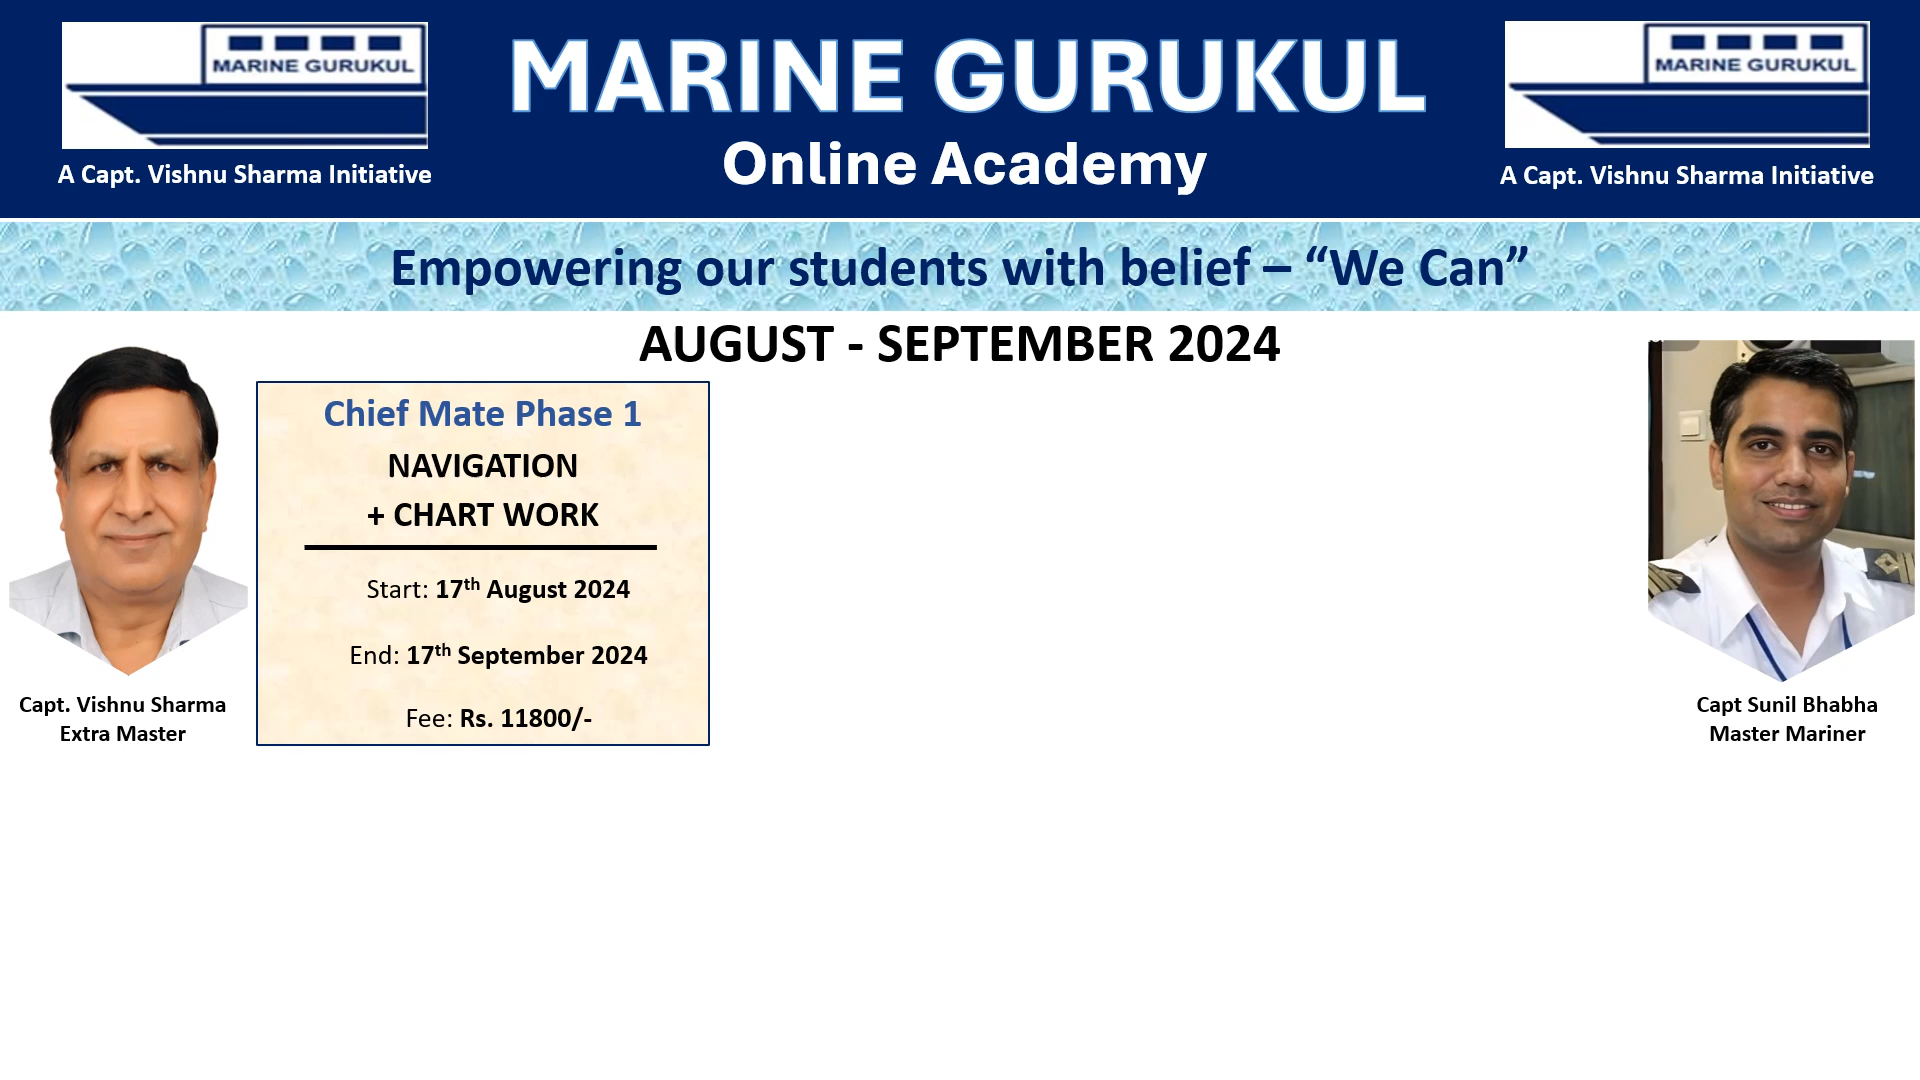 MARINE GURUKUL
MARINE GURUKUL
MARINE GURUKUL
A Capt. Vishnu Sharma Initiative
Online Academy
A Capt. Vishnu Sharma Initiative
Empowering our students with belief – “We Can”
AUGUST - SEPTEMBER 2024
Chief Mate Phase 1
NAVIGATION
+ CHART WORK
Start: 17th August 2024
End: 17th September 2024
Fee: Rs. 11800/-
Capt. Vishnu Sharma
Extra Master
Capt Sunil Bhabha
Master Mariner